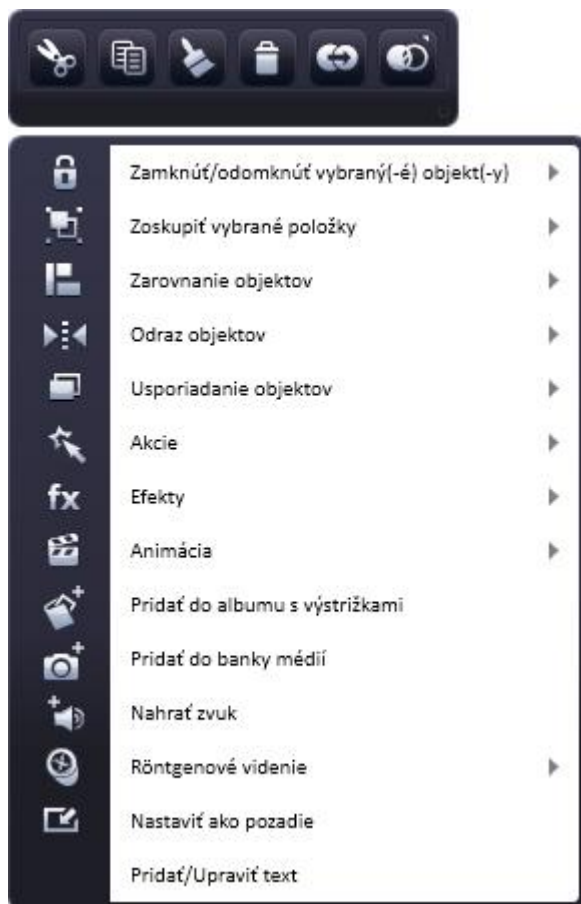 Zamknúť/odomknúť vybraný(-é) objekt(-y)
Zoskupiť vybrané položky
Zarovnanie objektov
Odraz objektov
Usporiadanie objektov
Akcie
fx Efekty
Animácia
Pridať do albumu s výstrižkami
Pridať do banky médií
Nahrať zvuk
Röntgenové videnie
Nastaviť ako pozadie
Pridať/Upraviť text